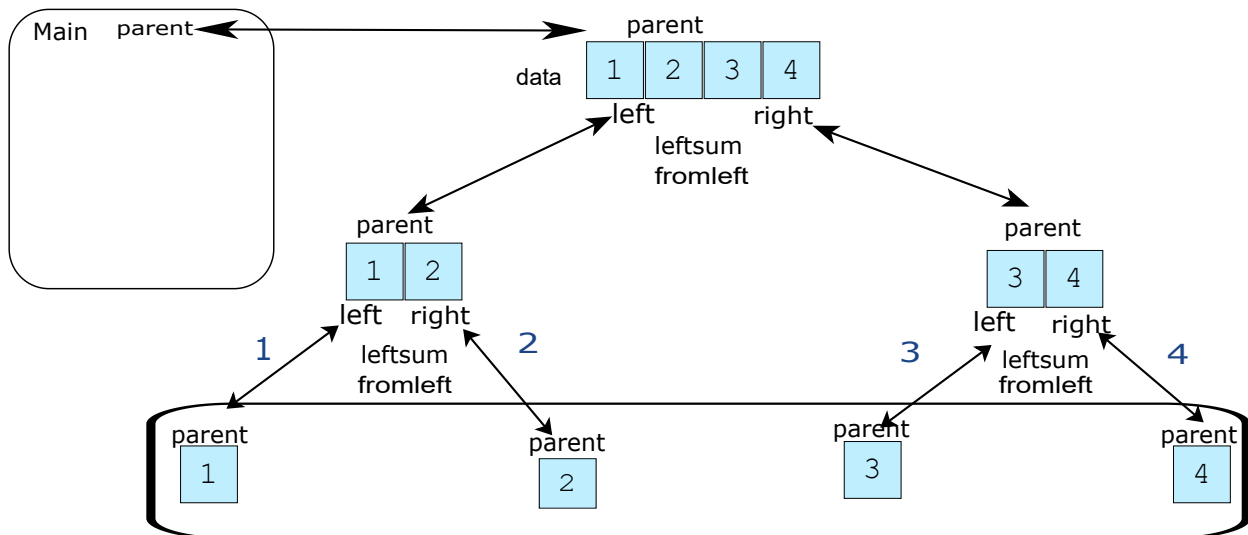 Main parent
parent
data 1 2 3 4
left right
leftsum
fromleft
parent
1 2
left right
leftsum
fromleft
parent
3 4
left right
leftsum
fromleft
1
2
3
4
parent
1
parent
2
parent
3
parent
4